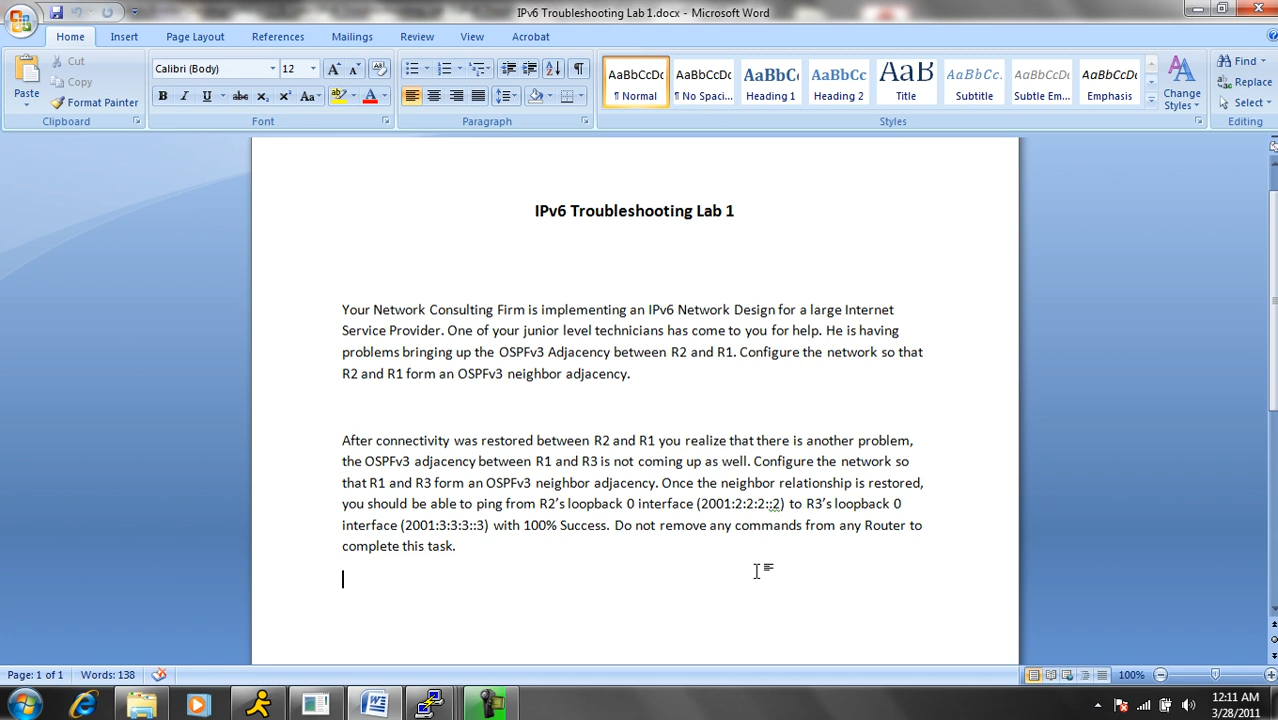 IPv6 Troubleshooting Lab 1.docx - Microsoft Word
Home Insert Page Layout References Mailings Review View Acrobat
Paste
Cut
Copy
Format Painter
Clipboard
Calibri (Body) 12
Font
Paragraph
AaBbCcDc AaBbCcDc AaBbC AaBbCc AaB AaBbCc. AaBbCcDc AaBbCcDc
¶ Normal ¶ No Spaci... Heading 1 Heading 2 Title Subtitle Subtle Em... Emphasis
Change Styles
Styles
Find
Replace
Select
Editing
IPv6 Troubleshooting Lab 1
Your Network Consulting Firm is implementing an IPv6 Network Design for a large Internet
Service Provider. One of your junior level technicians has come to you for help. He is having
problems bringing up the OSPFv3 Adjacency between R2 and R1. Configure the network so that
R2 and R1 form an OSPFv3 neighbor adjacency.
After connectivity was restored between R2 and R1 you realize that there is another problem,
the OSPFv3 adjacency between R1 and R3 is not coming up as well. Configure the network so
that R1 and R3 form an OSPFv3 neighbor adjacency. Once the neighbor relationship is restored,
you should be able to ping from R2's loopback 0 interface (2001:2:2:2::2) to R3's loopback 0
interface (2001:3:3:3::3) with 100% Success. Do not remove any commands from any Router to
complete this task.
Page: 1 of 1 Words: 138 100%
12:11 AM
3/28/2011